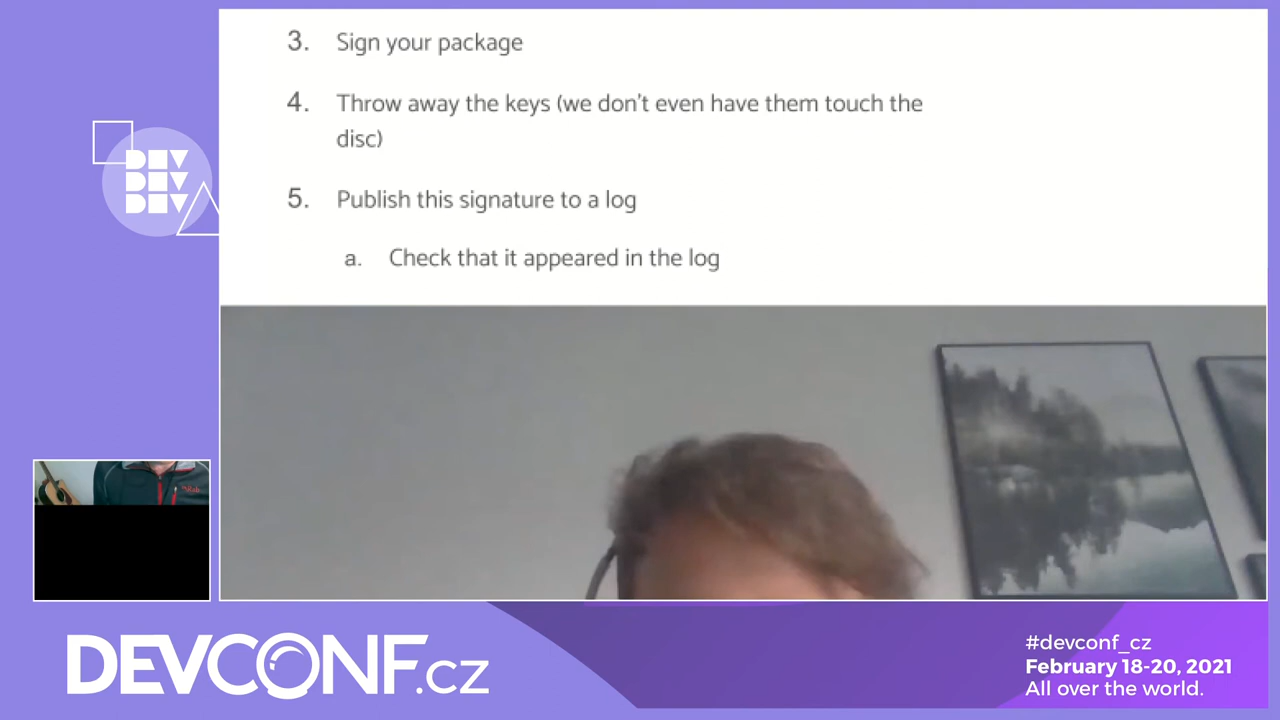 3. Sign your package
4. Throw away the keys (we don't even have them touch the
disc)
5. Publish this signature to a log
a. Check that it appeared in the log
DEV
DEV
DEV
DEVCONF.cz
#devconf_cz
February 18-20, 2021
All over the world.